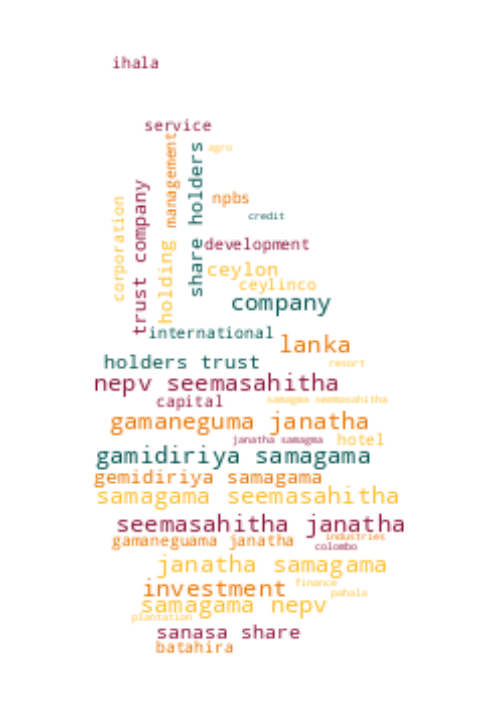 ihala
service
agro
management
share holders
npbs
corporation
trust company
credit
holding
development
ceylon
ceylinco
company
international
lanka
holders trust
resort
nepv seemasahitha
capital
samagma seemasahitha
gamaneguma janatha
janatha samagma
hotel
gamidiriya samagama
gemidiriya samagama
samagama seemasahitha
seemasahitha janatha
gamaneguama janatha
industries
colombo
janatha samagama
finance
investment
pahala
samagama nepv
plantation
sanasa share
batahira